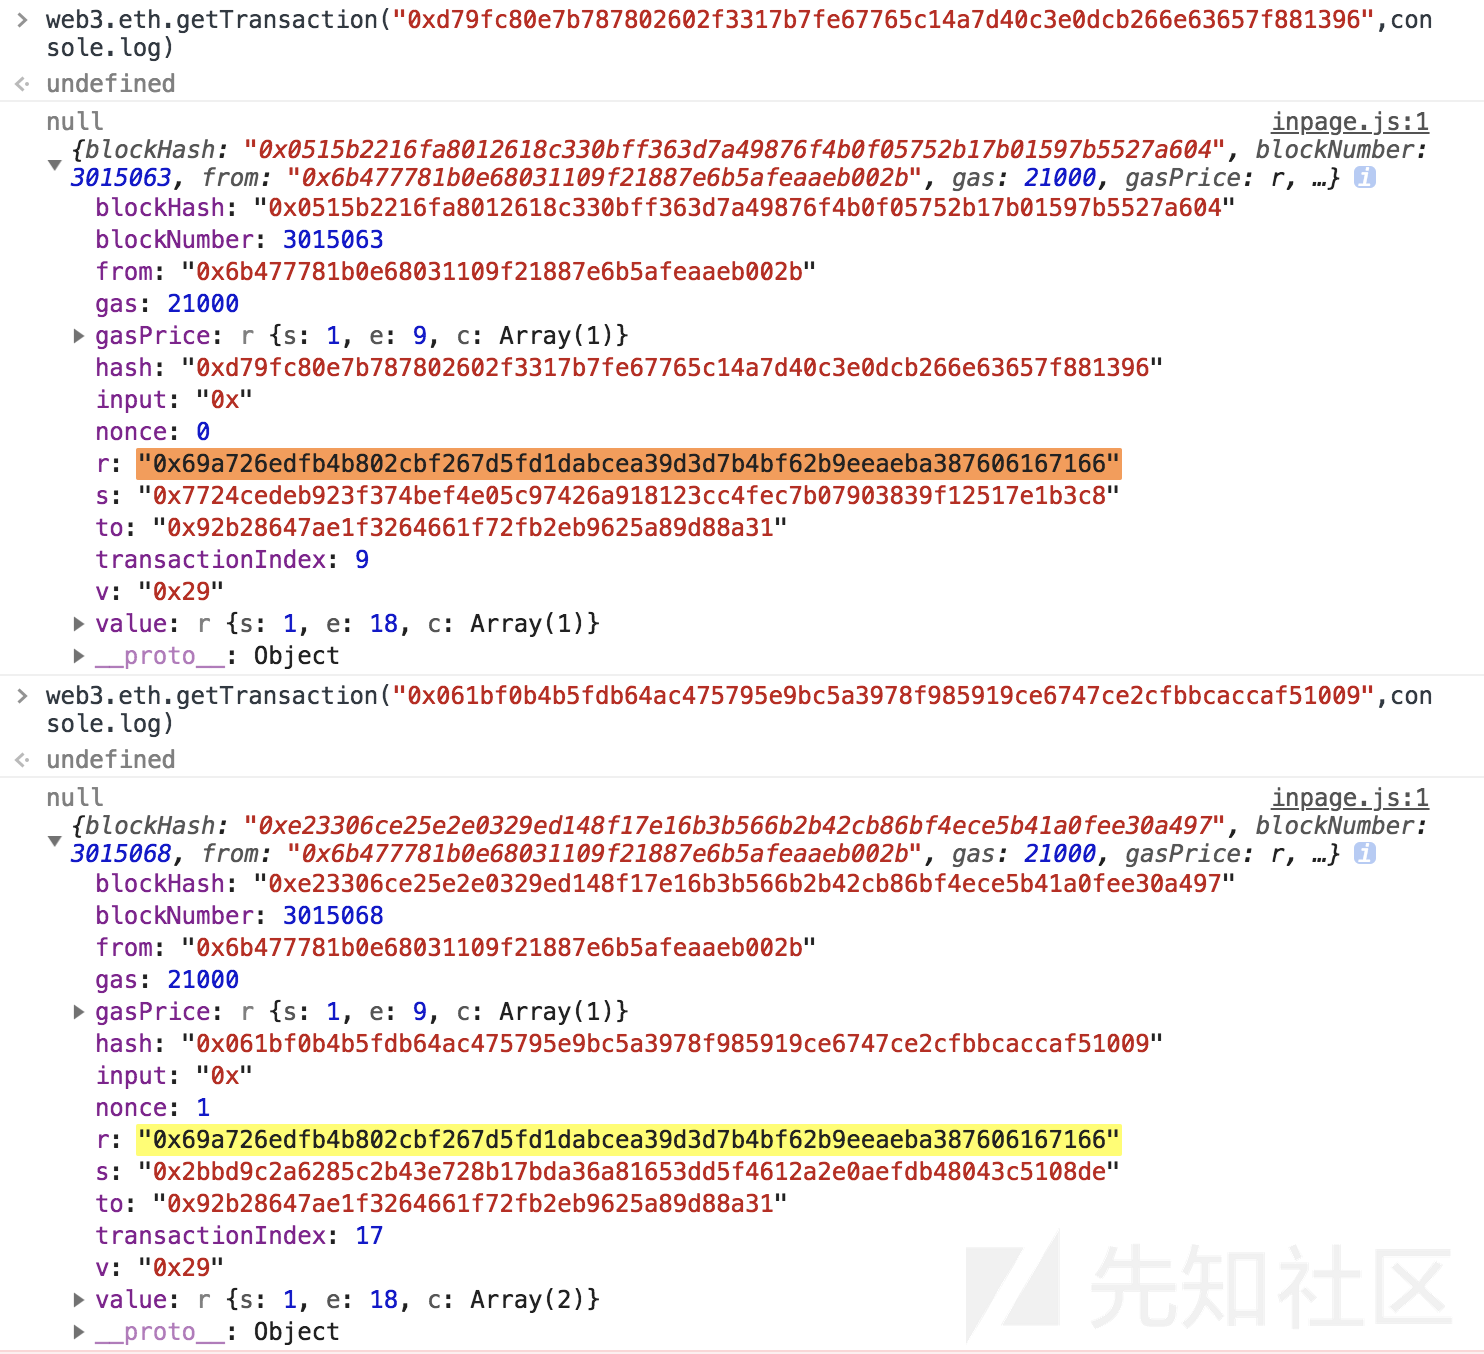 > web3.eth.getTransaction("0xd79fc80e7b787802602f3317b7fe67765c14a7d40c3e0dcb266e63657f881396",con
sole.log)
undefined
null inpage.js:1
{blockHash: "0x0515b2216fa8012618c330bff363d7a49876f4b0f05752b17b01597b5527a604", blockNumber:
3015063, from: "0x6b477781b0e68031109f21887e6b5afeaaeb002b", gas: 21000, gasPrice: r, …} i
blockHash: "0x0515b2216fa8012618c330bff363d7a49876f4b0f05752b17b01597b5527a604"
blockNumber: 3015063
from: "0x6b477781b0e68031109f21887e6b5afeaaeb002b"
gas: 21000
gasPrice: r {s: 1, e: 9, c: Array(1)}
hash: "0xd79fc80e7b787802602f3317b7fe67765c14a7d40c3e0dcb266e63657f881396"
input: "0x"
nonce: 0
r: "0x69a726edfb4b802cbf267d5fd1dabcea39d3d7b4bf62b9eeaeba387606167166"
s: "0x7724cedeb923f374bef4e05c97426a918123cc4fec7b07903839f12517e1b3c8"
to: "0x92b28647ae1f3264661f72fb2eb9625a89d88a31"
transactionIndex: 9
v: "0x29"
value: r {s: 1, e: 18, c: Array(1)}
__proto__: Object
> web3.eth.getTransaction("0x061bf0b4b5fdb64ac475795e9bc5a3978f985919ce6747ce2cfbbcaccaf51009",con
sole.log)
undefined
null inpage.js:1
{blockHash: "0xe23306ce25e2e0329ed148f17e16b3b566b2b42cb86bf4ece5b41a0fee30a497", blockNumber:
3015068, from: "0x6b477781b0e68031109f21887e6b5afeaaeb002b", gas: 21000, gasPrice: r, …} i
blockHash: "0xe23306ce25e2e0329ed148f17e16b3b566b2b42cb86bf4ece5b41a0fee30a497"
blockNumber: 3015068
from: "0x6b477781b0e68031109f21887e6b5afeaaeb002b"
gas: 21000
gasPrice: r {s: 1, e: 9, c: Array(1)}
hash: "0x061bf0b4b5fdb64ac475795e9bc5a3978f985919ce6747ce2cfbbcaccaf51009"
input: "0x"
nonce: 1
r: "0x69a726edfb4b802cbf267d5fd1dabcea39d3d7b4bf62b9eeaeba387606167166"
s: "0x2bbd9c2a6285c2b43e728b17bda36a81653dd5f4612a2e0aefdb48043c5108de"
to: "0x92b28647ae1f3264661f72fb2eb9625a89d88a31"
transactionIndex: 17
v: "0x29"
value: r {s: 1, e: 18, c: Array(2)}
__proto__: Object
先知社区